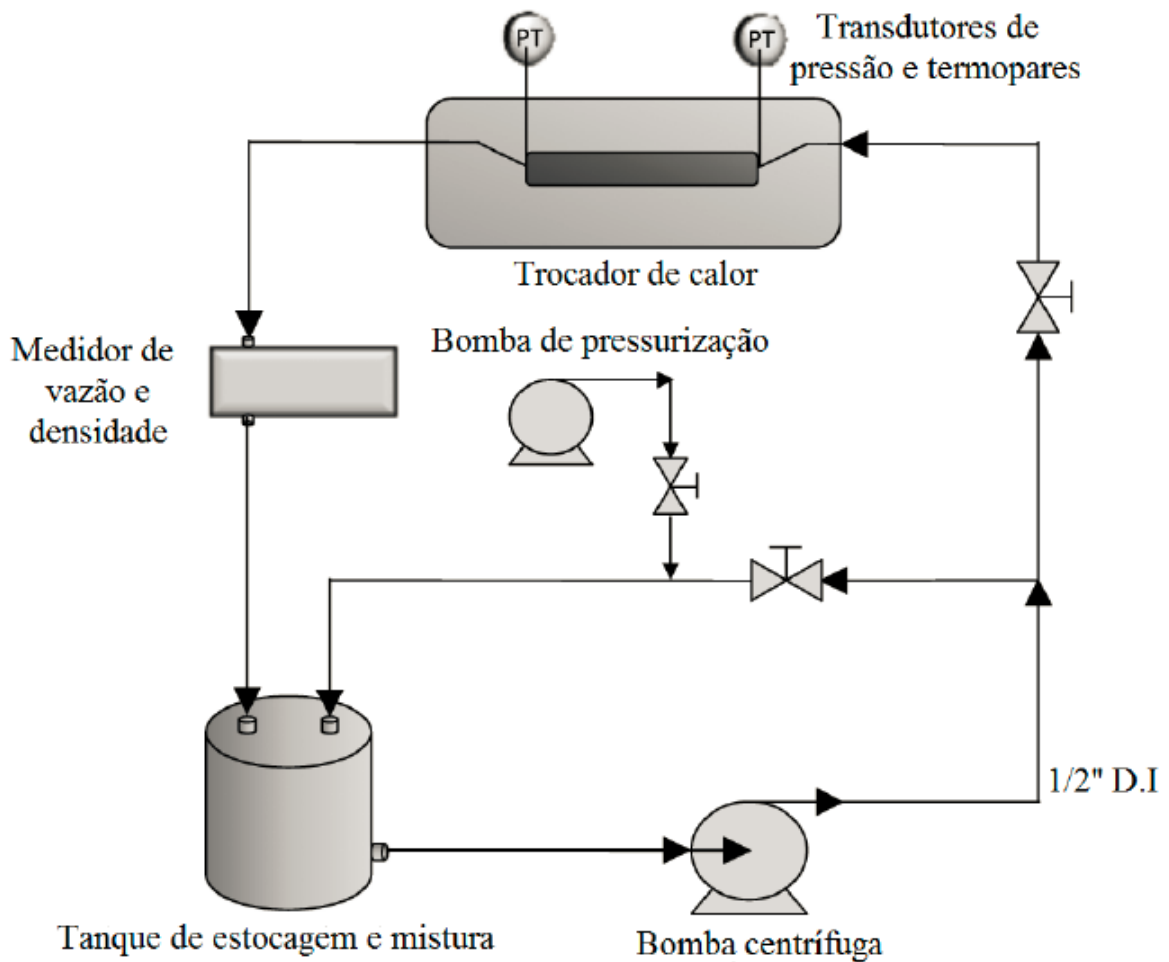 PT
PT
Transdutores de
pressão e termopares
Trocador de calor
Medidor de
vazão e
densidade
Bomba de pressurização
1/2" D.I
Tanque de estocagem e mistura
Bomba centrífuga